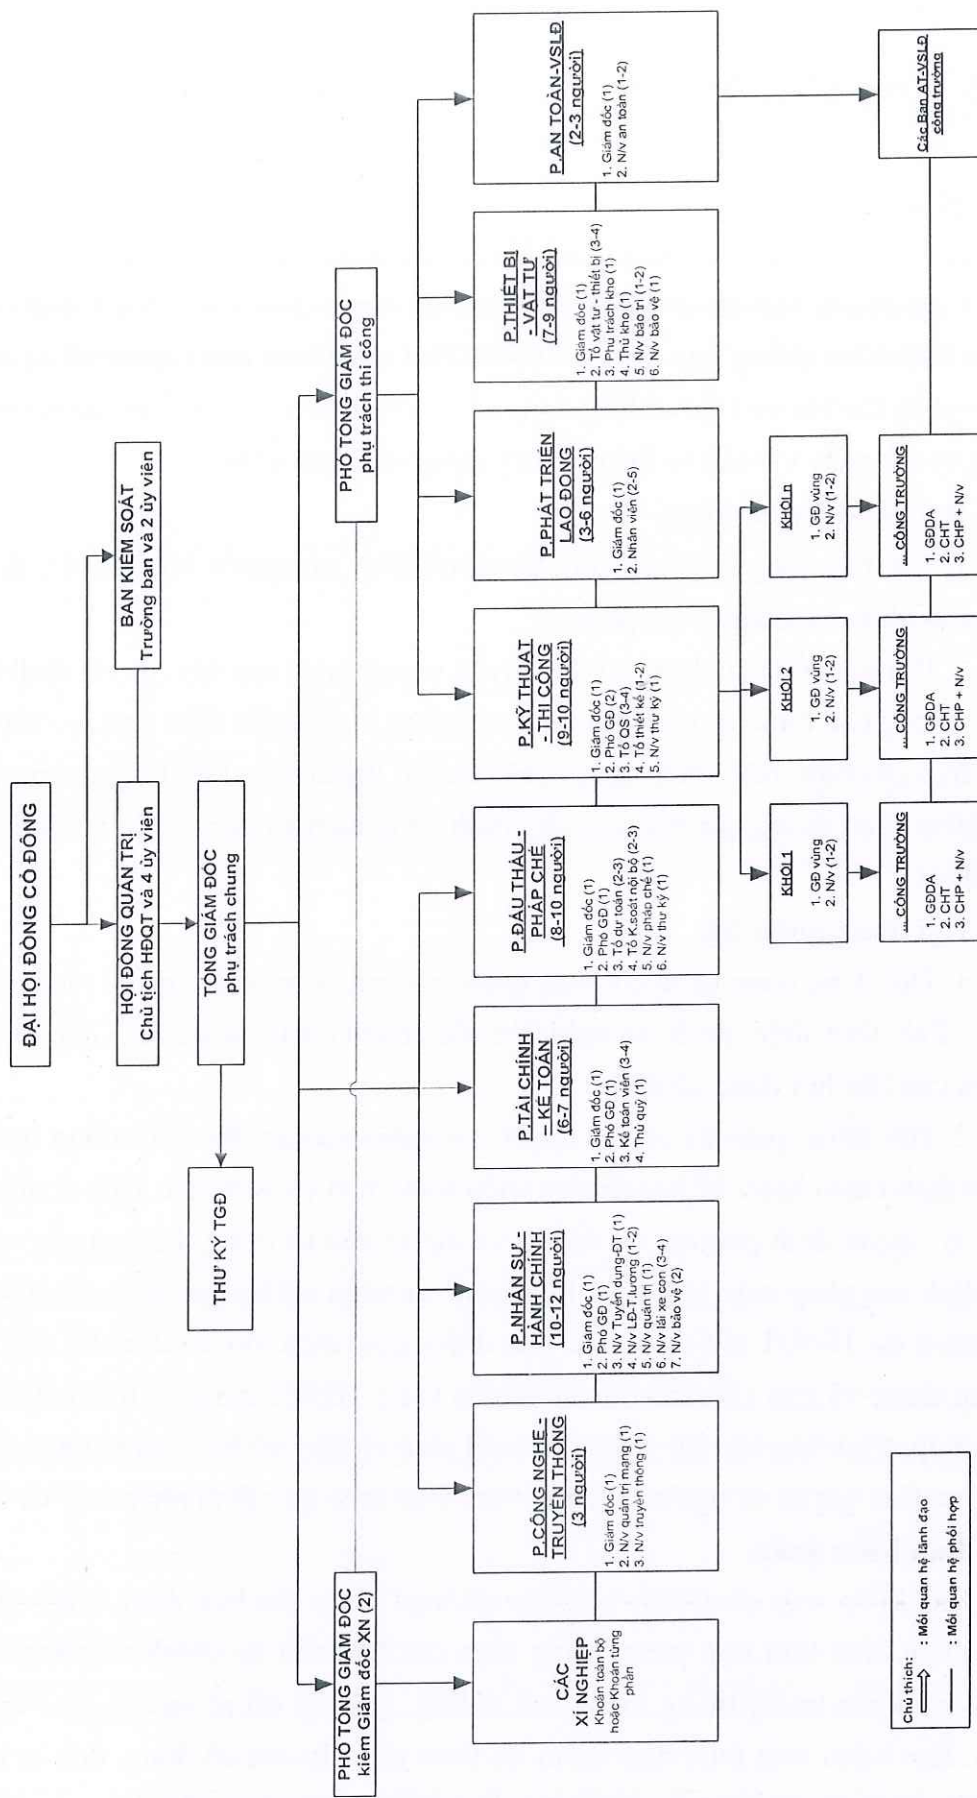 ĐẠI HỘI ĐỒNG CỔ ĐÔNG
HỘI ĐỒNG QUẢN TRỊ
Chủ tịch HĐQT và 4 ủy viên
BAN KIỂM SOÁT
Trưởng ban và 2 ủy viên
TỔNG GIÁM ĐỐC
phụ trách chung
THƯ KÝ TGĐ
PHÓ TỔNG GIÁM ĐỐC
kiêm Giám đốc XN (2)
PHÓ TỔNG GIÁM ĐỐC
phụ trách thi công
CÁC
XÍ NGHIỆP
Khoán toàn bộ
hoặc Khoán từng
phần
P.CÔNG NGHỆ -
TRUYỀN THÔNG
(3 người)
1. Giám đốc (1)
2. N/v quản trị mạng (1)
3. N/v truyền thông (1)
P.NHÂN SỰ -
HÀNH CHÍNH
(10-12 người)
1. Giám đốc (1)
2. Phó GĐ (1)
3. N/v Tuyển dụng-ĐT (1)
4. N/v LĐ-T.lương (1-2)
5. N/v quản trị (1)
6. N/v lái xe con (3-4)
7. N/v bảo vệ (2)
P.TÀI CHÍNH
– KẾ TOÁN
(6-7 người)
1. Giám đốc (1)
2. Phó GĐ (1)
3. Kế toán viên (3-4)
4. Thủ quỹ (1)
P.ĐẤU THẦU -
PHÁP CHẾ
(8-10 người)
1. Giám đốc (1)
2. Phó GĐ (1)
3. Tổ dự toán (2-3)
4. Tổ K.soát nội bộ (2-3)
5. N/v pháp chế (1)
6. N/v thư ký (1)
P.KỸ THUẬT
- THI CÔNG
(9-10 người)
1. Giám đốc (1)
2. Phó GĐ (2)
3. Tổ QS (3-4)
4. Tổ thiết kế (1-2)
5. N/v thư ký (1)
P.PHÁT TRIỂN
LAO ĐỘNG
(3-6 người)
1. Giám đốc (1)
2. Nhân viên (2-5)
P.THIẾT BỊ
- VẬT TƯ
(7-9 người)
1. Giám đốc (1)
2. Tổ vật tư - thiết bị (3-4)
3. Phụ trách kho (1)
4. Thủ kho (1)
5. N/v bảo trì (1-2)
6. N/v bảo vệ (1)
P.AN TOÀN-VSLĐ
(2-3 người)
1. Giám đốc (1)
2. N/v an toàn (1-2)
KHỐI 1
1. GĐ vùng
2. N/v (1-2)
KHỐI 2
1. GĐ vùng
2. N/v (1-2)
KHỐI n
1. GĐ vùng
2. N/v (1-2)
... CÔNG TRƯỜNG
1. GĐDA
2. CHT
3. CHP + N/v
... CÔNG TRƯỜNG
1. GĐDA
2. CHT
3. CHP + N/v
... CÔNG TRƯỜNG
1. GĐDA
2. CHT
3. CHP + N/v
Các Ban AT-VSLĐ
công trường
Chú thích:
: Mối quan hệ lãnh đạo
: Mối quan hệ phối hợp